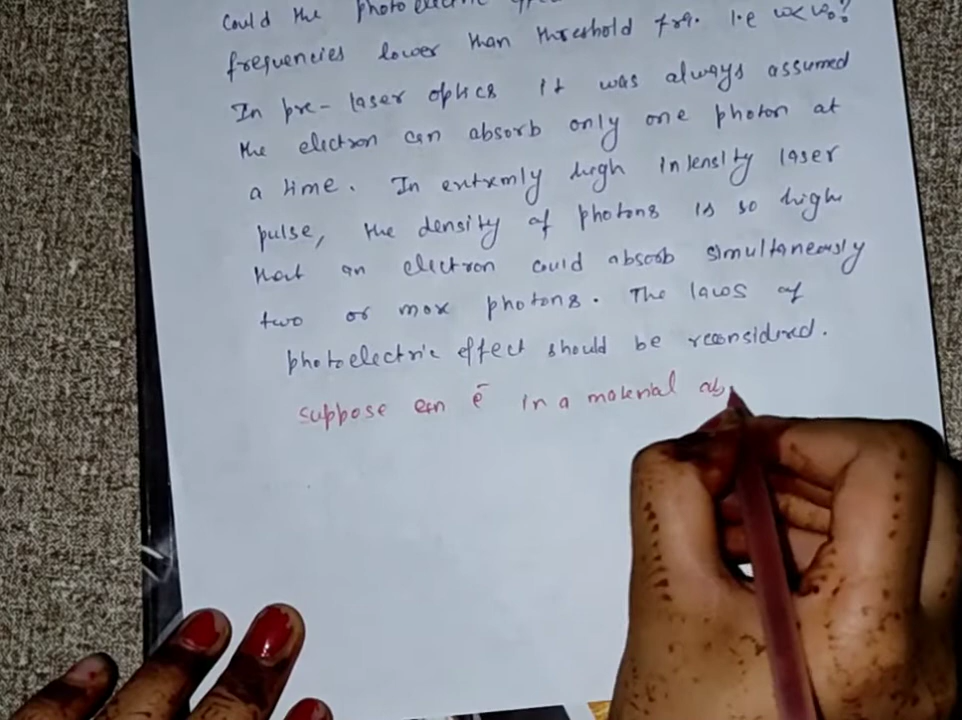 could the photoelectric
frequencies lower than threshold frq. i.e
In pre-laser optics it was always assumed
the electron can absorb only one photon at
a time. In extremly high intensity laser
pulse, the density of photons is so high
that an electron could absorb simultaneously
two or more photons. The laws of
photoelectric effect should be reconsidered.
suppose an ē in a material ab